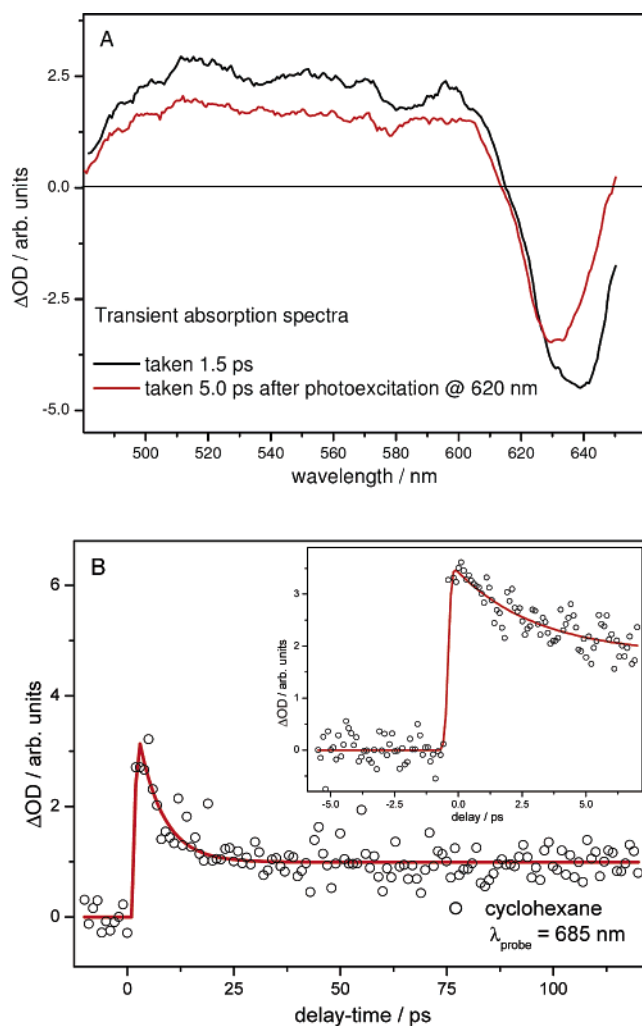 A
2.5
0.0
-2.5
-5.0
ΔOD / arb. units
Transient absorption spectra
taken 1.5 ps
taken 5.0 ps after photoexcitation @ 620 nm
500 520 540 560 580 600 620 640
wavelength / nm
B
6
4
2
0
ΔOD / arb. units
3
2
1
0
ΔOD / arb. units
-5.0 -2.5 0.0 2.5 5.0
delay / ps
cyclohexane
λprobe = 685 nm
0 25 50 75 100
delay-time / ps